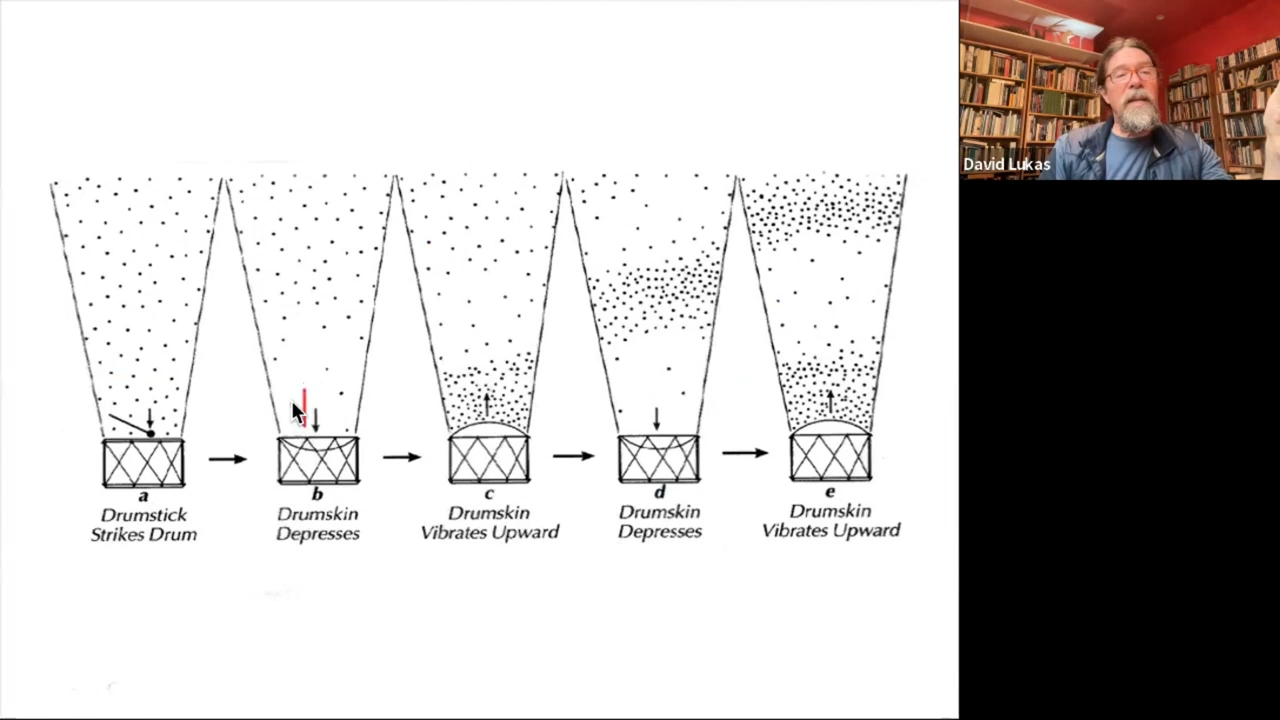 David Lukas
a
Drumstick
Strikes Drum
b
Drumskin
Depresses
c
Drumskin
Vibrates Upward
d
Drumskin
Depresses
e
Drumskin
Vibrates Upward